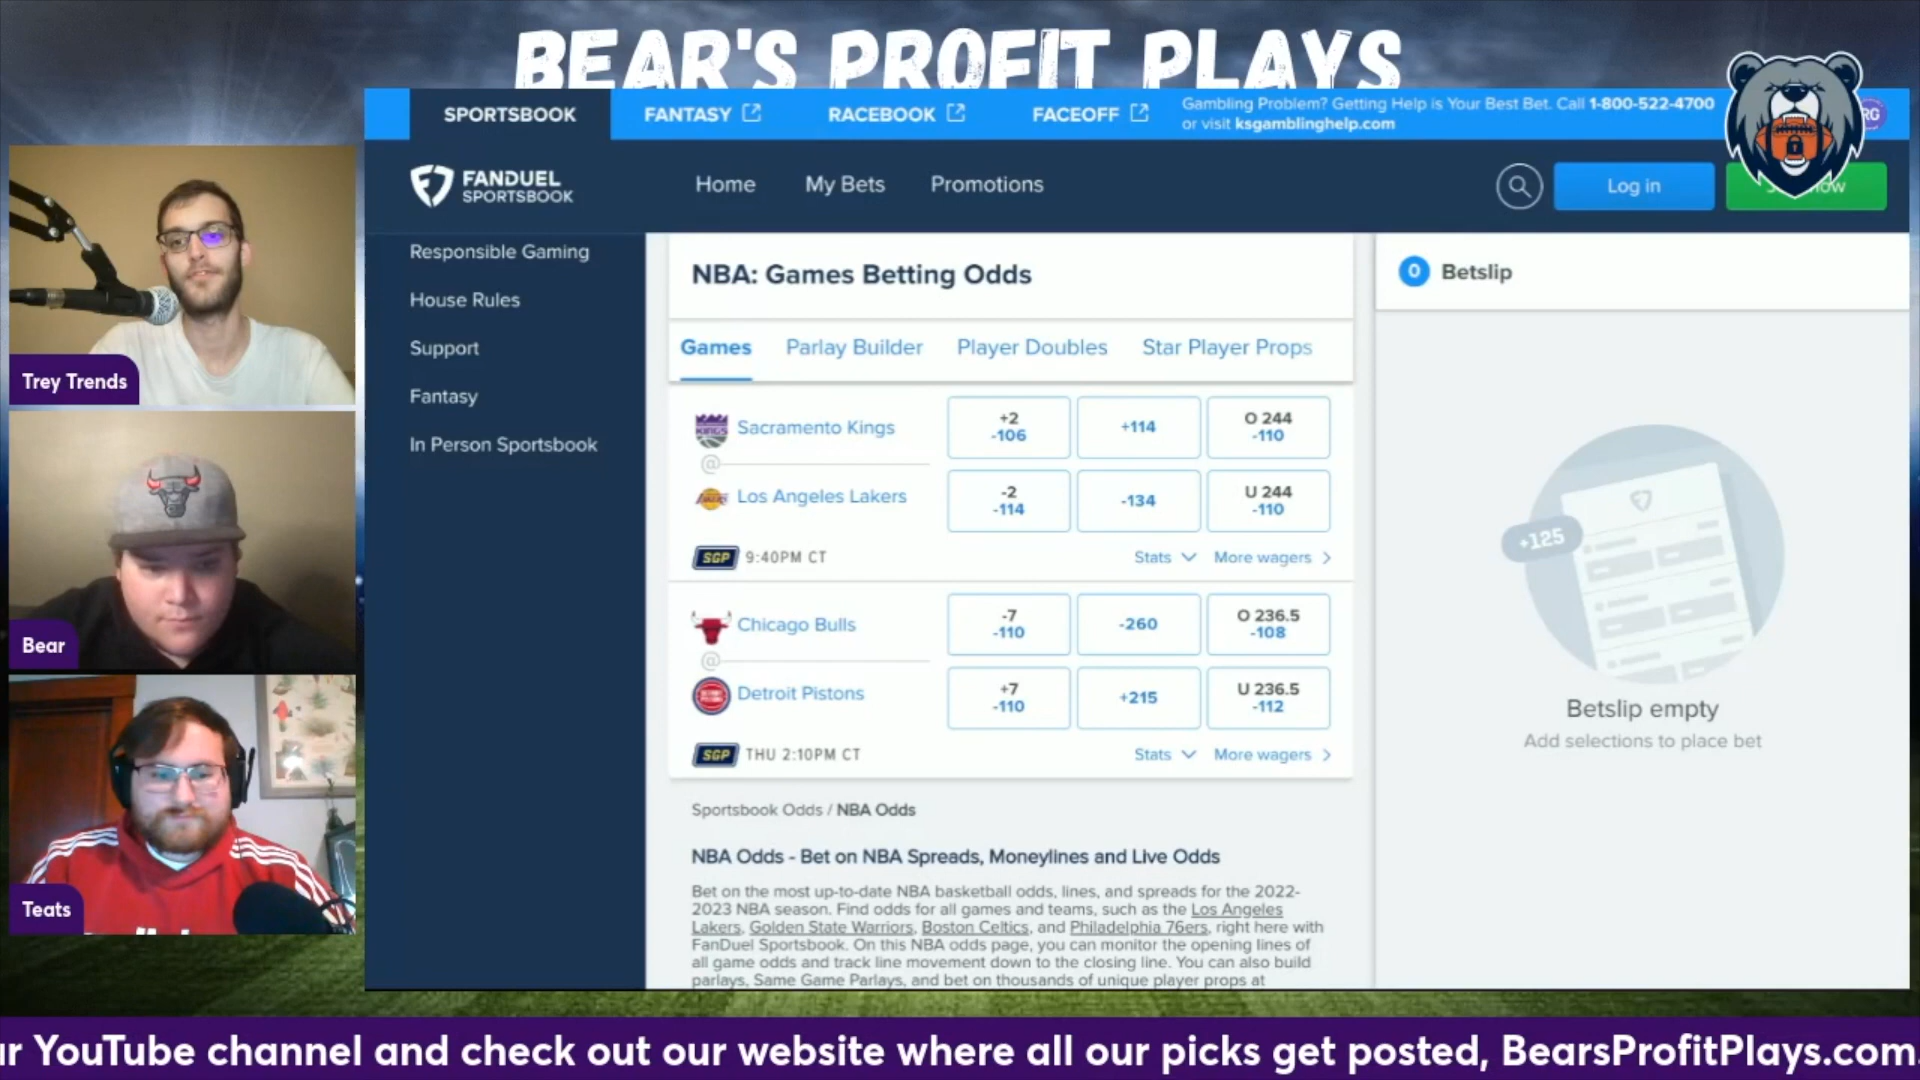 BEAR'S PROFIT PLAYS
SPORTSBOOK
FANTASY
RACEBOOK
FACEOFF
Gambling Problem? Getting Help is Your Best Bet. Call 1-800-522-4700
or visit ksgamblinghelp.com
RG
FANDUEL
SPORTSBOOK
Home
My Bets
Promotions
Log in
Responsible Gaming
House Rules
Support
Fantasy
In Person Sportsbook
NBA: Games Betting Odds
0 Betslip
Games
Parlay Builder
Player Doubles
Star Player Props
KINGS
Sacramento Kings
+2
-106
+114
O 244
-110
@
LAKERS
Los Angeles Lakers
-2
-114
-134
U 244
-110
SGP 9:40PM CT
Stats
More wagers
Chicago Bulls
-7
-110
-260
O 236.5
-108
@
Detroit Pistons
+7
-110
+215
U 236.5
-112
SGP THU 2:10PM CT
Stats
More wagers
+125
Betslip empty
Add selections to place bet
Sportsbook Odds / NBA Odds
NBA Odds - Bet on NBA Spreads, Moneylines and Live Odds
Bet on the most up-to-date NBA basketball odds, lines, and spreads for the 2022-
2023 NBA season. Find odds for all games and teams, such as the Los Angeles
Lakers, Golden State Warriors, Boston Celtics, and Philadelphia 76ers, right here with
FanDuel Sportsbook. On this NBA odds page, you can monitor the opening lines of
all game odds and track line movement down to the closing line. You can also build
parlays, Same Game Parlays, and bet on thousands of unique player props at
Trey Trends
Bear
Teats
ur YouTube channel and check out our website where all our picks get posted, BearsProfitPlays.com.